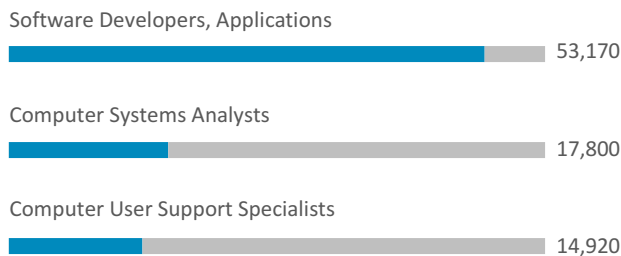 Software Developers, Applications
53,170
Computer Systems Analysts
17,800
Computer User Support Specialists
14,920